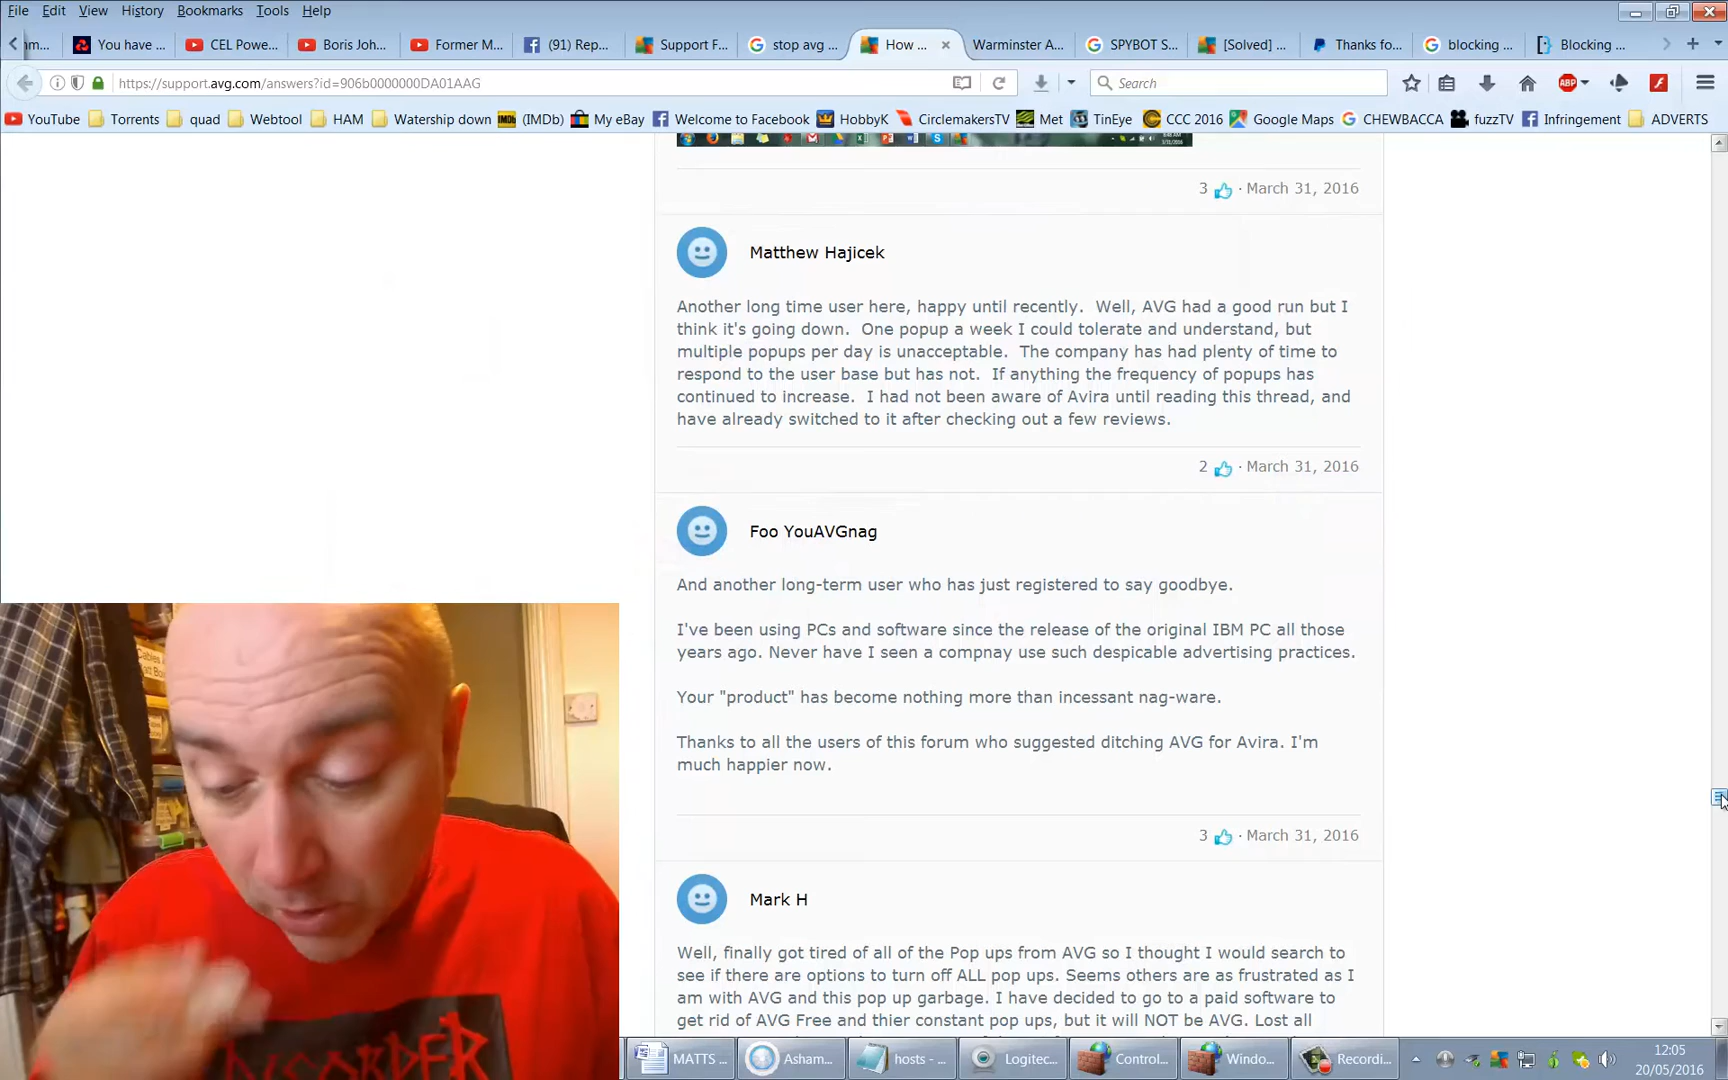 File Edit View History Bookmarks Tools Help
nm... You have ... CEL Powe... Boris Joh... Former M... (91) Rep... Support F... stop avg ... How ... Warminster A... SPYBOT S... [Solved] ... Thanks fo... blocking ... Blocking ...
https://support.avg.com/answers?id=906b0000000DA01AAG Search ABP
YouTube Torrents quad Webtool HAM Watership down (IMDb) My eBay Welcome to Facebook HobbyK CirclemakersTV Met TinEye CCC 2016 Google Maps CHEWBACCA fuzzTV Infringement ADVERTS
3 · March 31, 2016
Matthew Hajicek
Another long time user here, happy until recently. Well, AVG had a good run but I
think it's going down. One popup a week I could tolerate and understand, but
multiple popups per day is unacceptable. The company has had plenty of time to
respond to the user base but has not. If anything the frequency of popups has
continued to increase. I had not been aware of Avira until reading this thread, and
have already switched to it after checking out a few reviews.
2 · March 31, 2016
Foo YouAVGnag
And another long-term user who has just registered to say goodbye.
I've been using PCs and software since the release of the original IBM PC all those
years ago. Never have I seen a compnay use such despicable advertising practices.
Your "product" has become nothing more than incessant nag-ware.
Thanks to all the users of this forum who suggested ditching AVG for Avira. I'm
much happier now.
3 · March 31, 2016
Mark H
Well, finally got tired of all of the Pop ups from AVG so I thought I would search to
see if there are options to turn off ALL pop ups. Seems others are as frustrated as I
am with AVG and this pop up garbage. I have decided to go to a paid software to
get rid of AVG Free and thier constant pop ups, but it will NOT be AVG. Lost all
MATTS ... Asham... hosts - ... Logitec... Control... Windo... Recordi...
12:05
20/05/2016